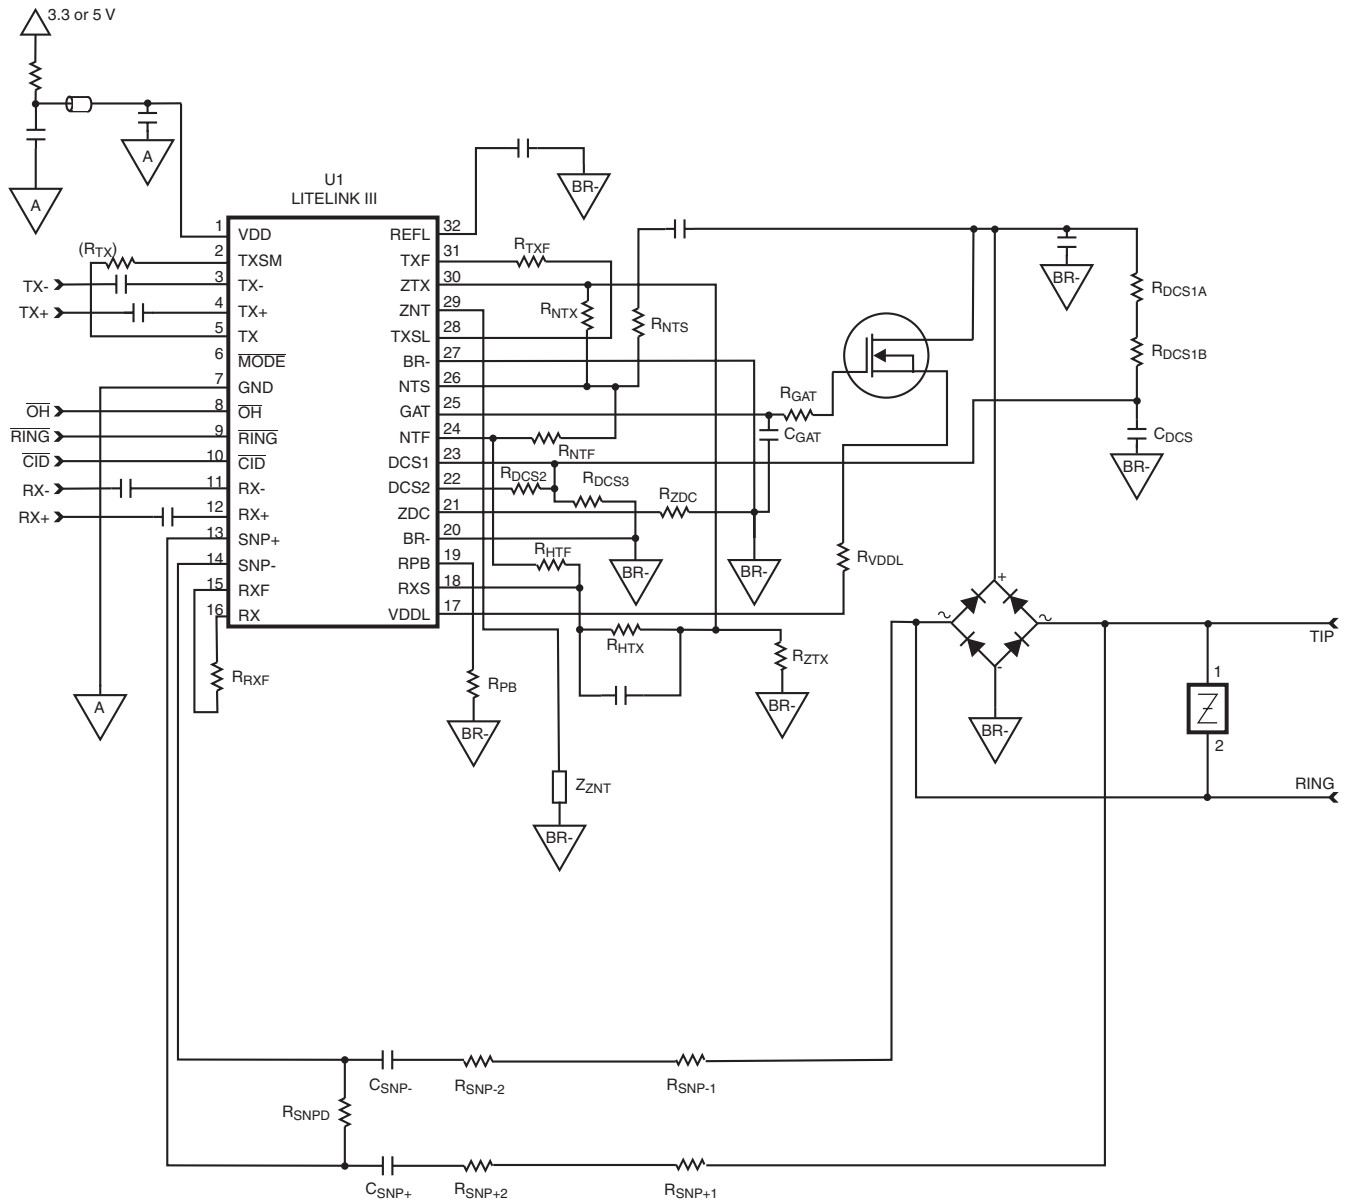 3.3 or 5 V
A
A
U1
LITELINK III
BR-
1 VDD
2 TXSM
3 TX-
4 TX+
5 TX
6 MODE
7 GND
8 OH
9 RING
10 CID
11 RX-
12 RX+
13 SNP+
14 SNP-
15 RXF
16 RX
REFL 32
TXF 31
ZTX 30
ZNT 29
TXSL 28
BR- 27
NTS 26
GAT 25
NTF 24
DCS1 23
DCS2 22
ZDC 21
BR- 20
RPB 19
RXS 18
VDDL 17
(RTX)
TX-
TX+
OH
RING
CID
RX-
RX+
RRXF
A
RTXF
RNTX
RNTS
RGAT
CGAT
RNTF
RDCS2
RDCS3
RZDC
RHTF
BR-
BR-
RVDDL
BR-
RDCS1A
RDCS1B
CDCS
BR-
RHTX
RZTX
BR-
RPB
BR-
ZZNT
BR-
+
~
~
-
BR-
TIP
1
Z
2
RING
CSNP-
RSNP-2
RSNP-1
RSNPD
CSNP+
RSNP+2
RSNP+1